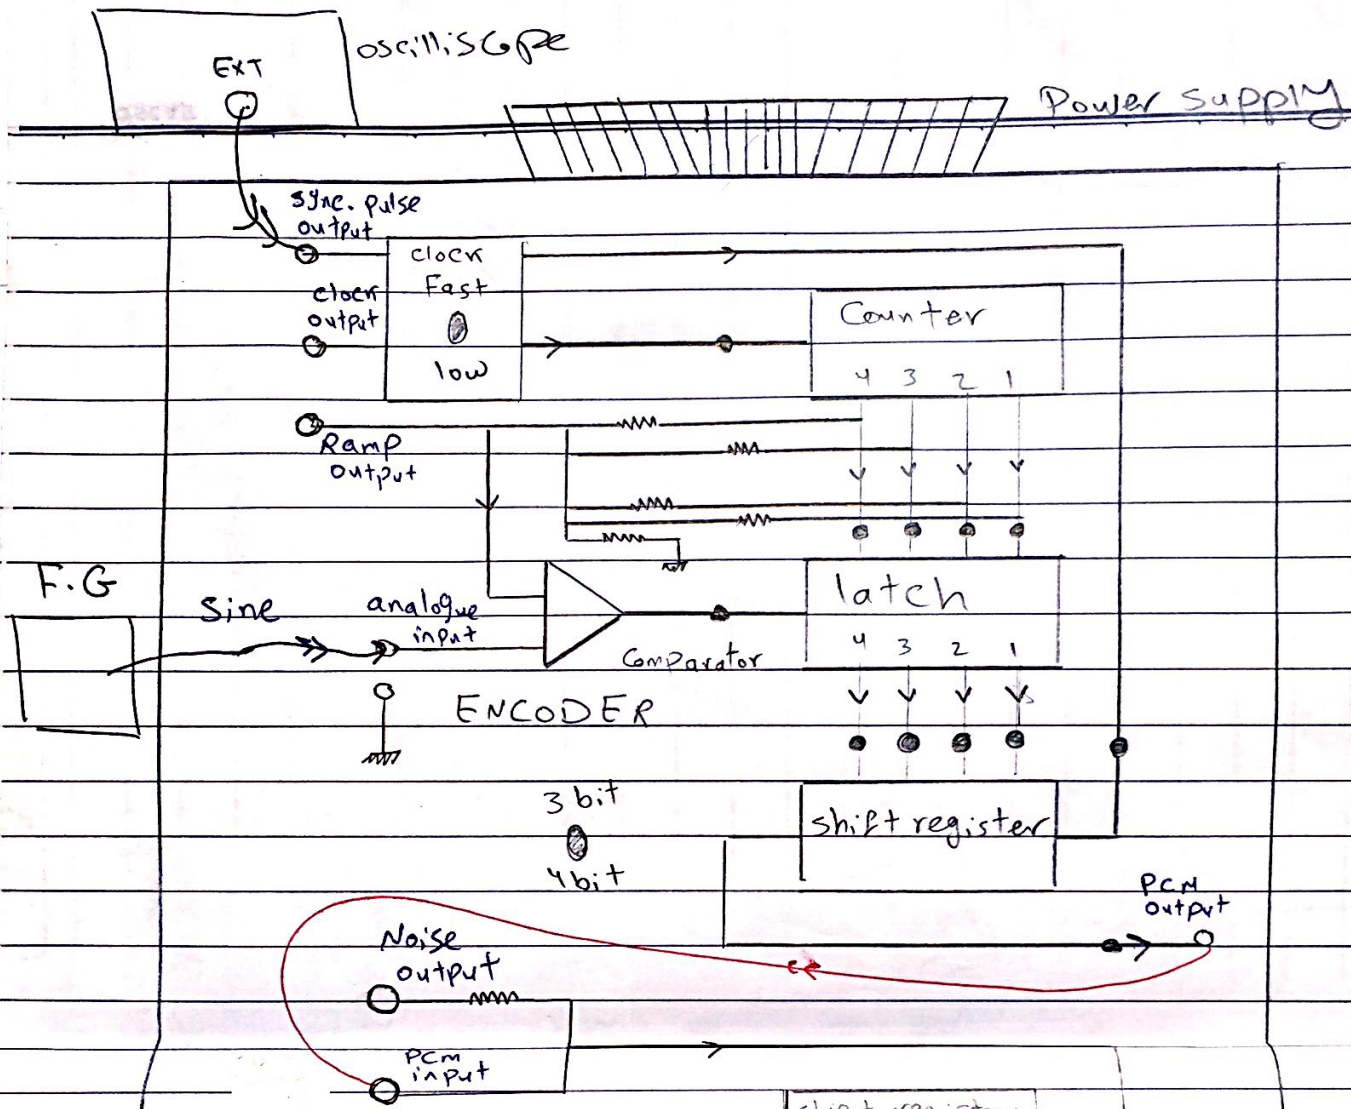 oscilliscope
EXT
Power supply
sync. pulse
output
clock
Fast
low
clock
output
Counter
4 3 2 1
Ramp
output
F.G
Sine
analogue
input
Comparator
latch
4 3 2 1
ENCODER
3 bit
4 bit
shift register
PCM
output
Noise
output
PCM
input